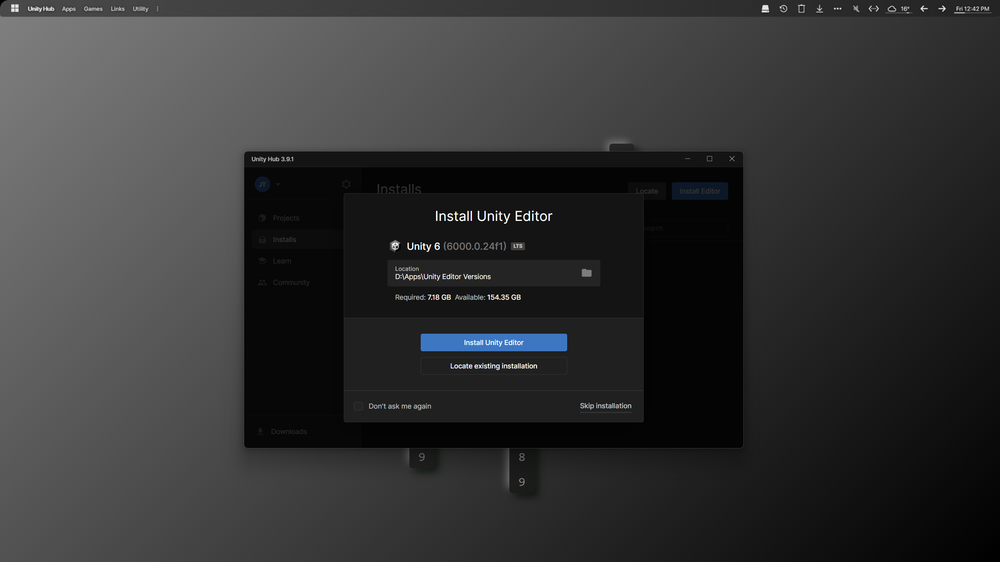 Unity Hub Apps Games Links Utility
16° Fri 12:42 PM
Unity Hub 3.9.1
JT
Installs
Locate
Install Editor
Projects
Installs
Learn
Community
Downloads
Search
Install Unity Editor
Unity 6 (6000.0.24f1) LTS
Location
D:\Apps\Unity Editor Versions
Required: 7.18 GB Available: 154.35 GB
Install Unity Editor
Locate existing installation
Don't ask me again
Skip installation
9
8
9